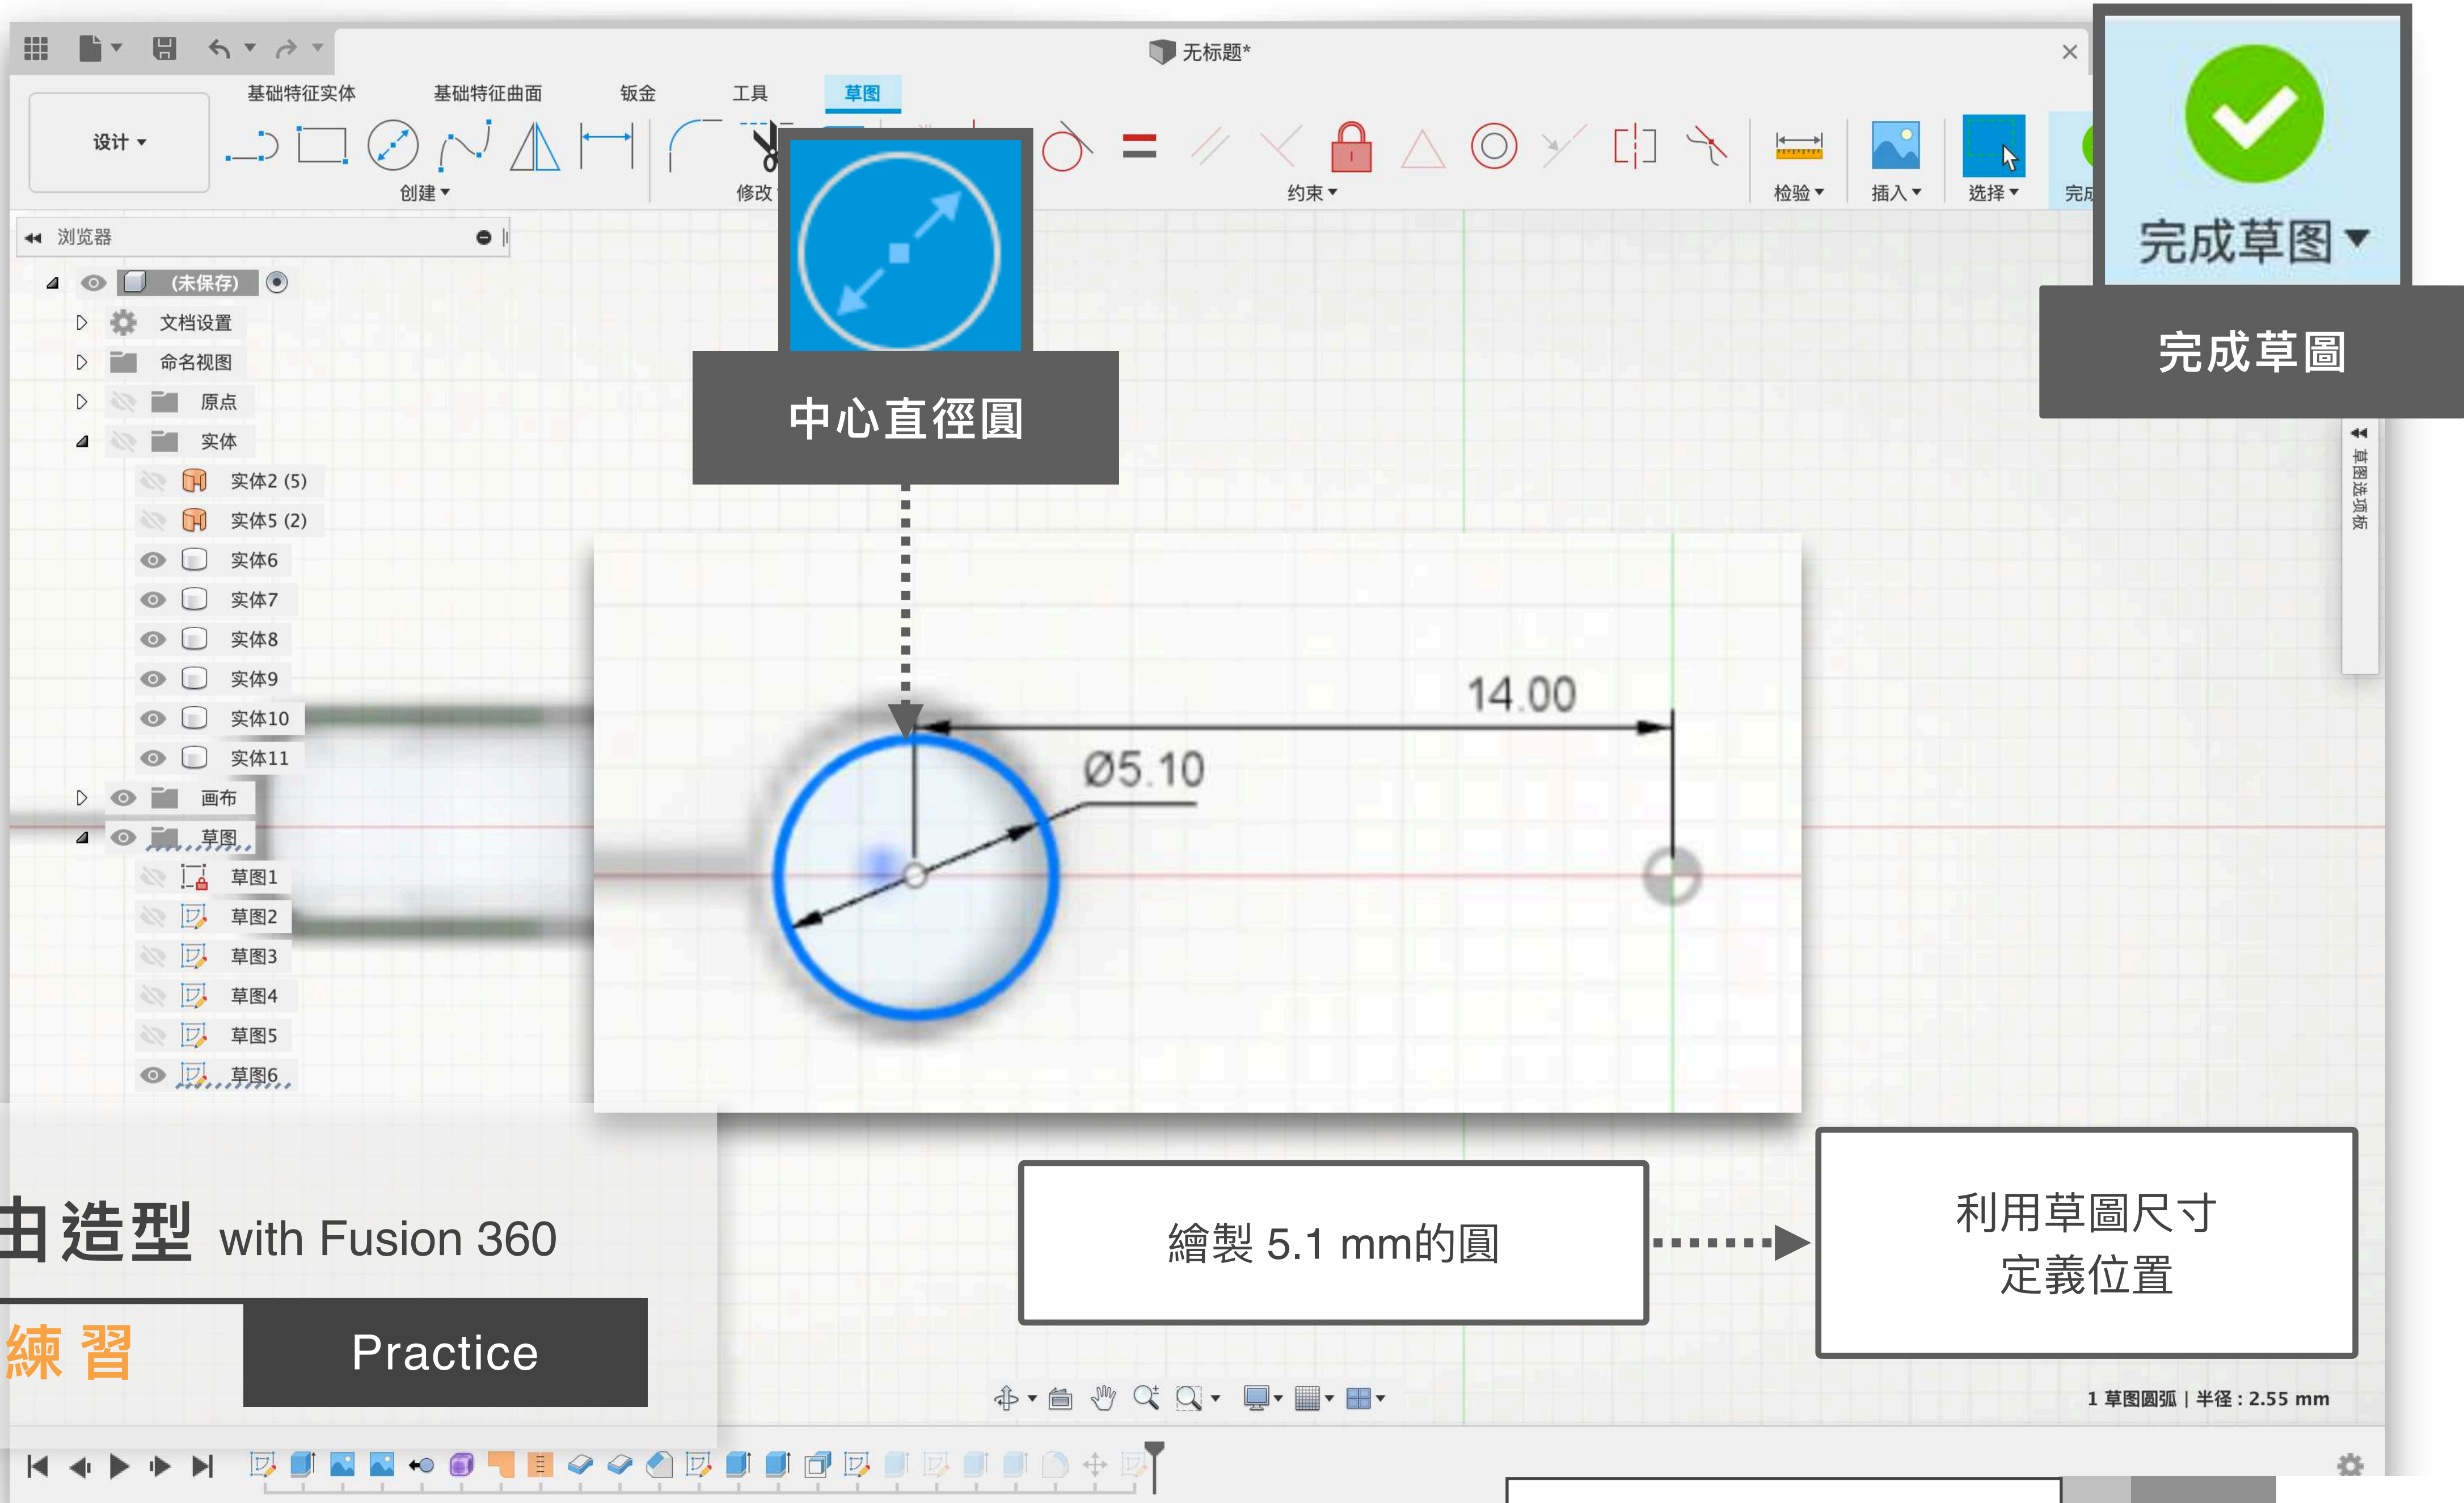 无标题*
基础特征实体 基础特征曲面 钣金 工具 草图
设计
创建 修改 约束 检验 插入 选择
完成草图
完成草圖
中心直徑圓
浏览器
(未保存)
文档设置
命名视图
原点
实体
实体2 (5)
实体5 (2)
实体6
实体7
实体8
实体9
实体10
实体11
画布
草图
草图1
草图2
草图3
草图4
草图5
草图6
草图选项板
14.00
Ø5.10
由造型 with Fusion 360
練習 Practice
繪製 5.1 mm的圓
利用草圖尺寸
定義位置
1 草图圆弧 | 半径 : 2.55 mm